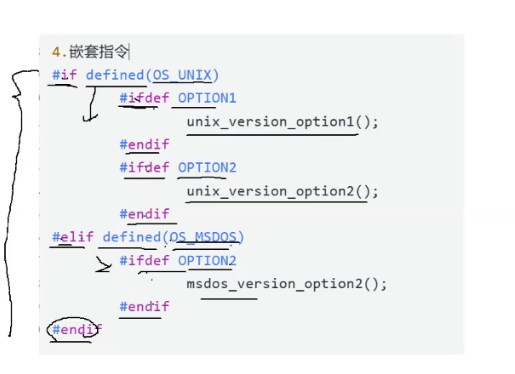 4.嵌套指令
#if defined(OS_UNIX)
#ifdef OPTION1
unix_version_option1();
#endif
#ifdef OPTION2
unix_version_option2();
#endif
#elif defined(OS_MSDOS)
#ifdef OPTION2
msdos_version_option2();
#endif
#endif